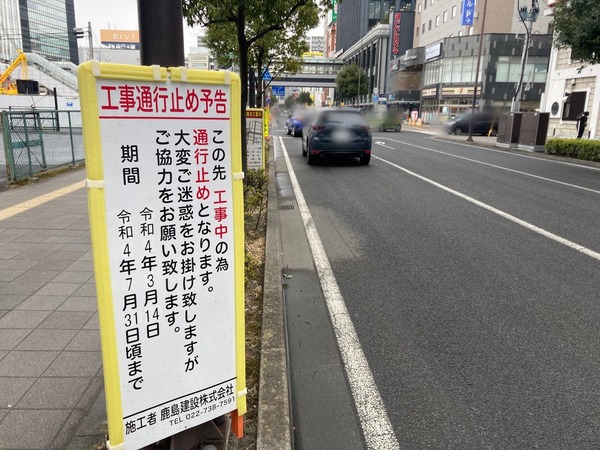 工事通行止め予告
この先 工事中の為
通行止めとなります。
大変ご迷惑をお掛け致しますが
ご協力をお願い致します。
期間 令和4年3月14日
令和4年7月31日頃まで
施工者 鹿島建設株式会社
TEL 022-738-7591